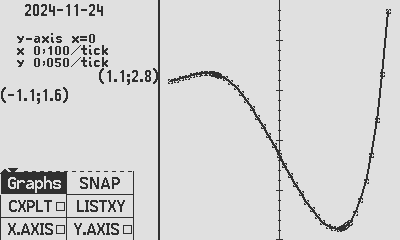 2024-11-24
y-axis x=0
x 0;100/tick
y 0;050/tick
(1.1;2.8)
(-1.1;1.6)
Graphs SNAP
CXPLT LISTXY
X.AXIS Y.AXIS